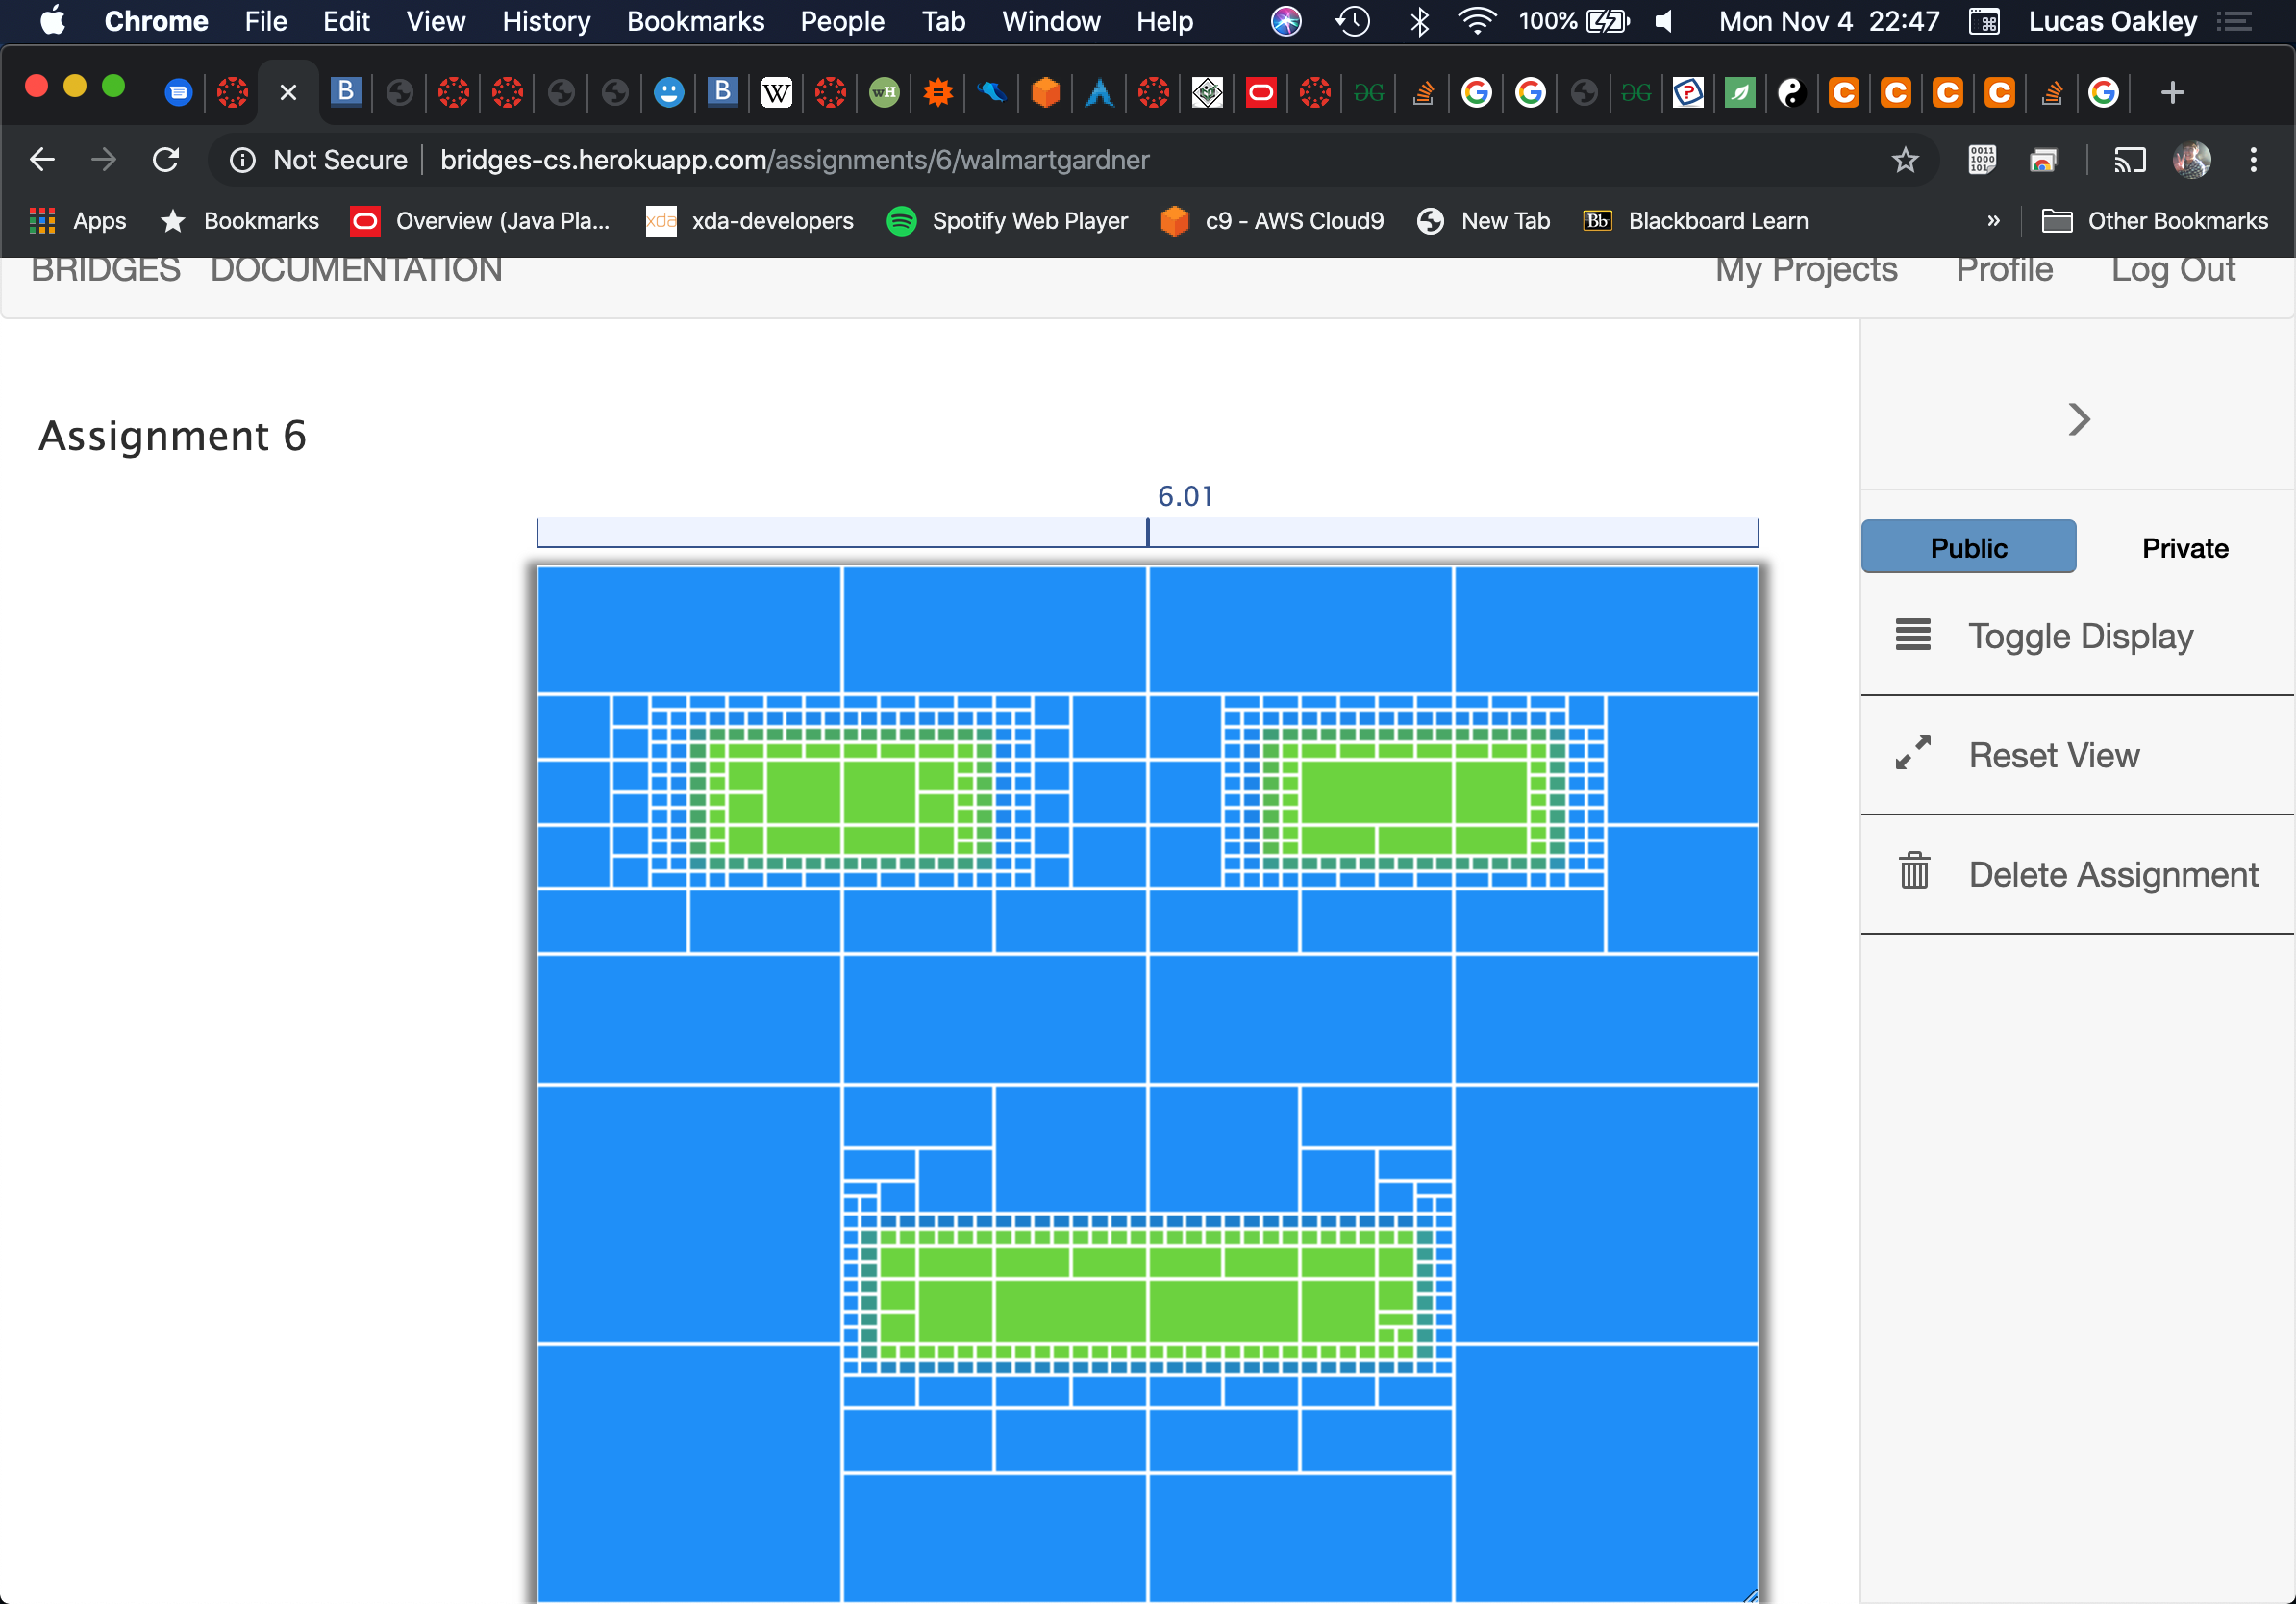 Chrome File Edit View History Bookmarks People Tab Window Help 100% Mon Nov 4 22:47 Lucas Oakley
Not Secure bridges-cs.herokuapp.com/assignments/6/walmartgardner
Apps Bookmarks Overview (Java Pla... xda xda-developers Spotify Web Player c9 - AWS Cloud9 New Tab Bb Blackboard Learn » Other Bookmarks
BRIDGES DOCUMENTATION My Projects Profile Log Out
Assignment 6
6.01
Public Private
Toggle Display
Reset View
Delete Assignment